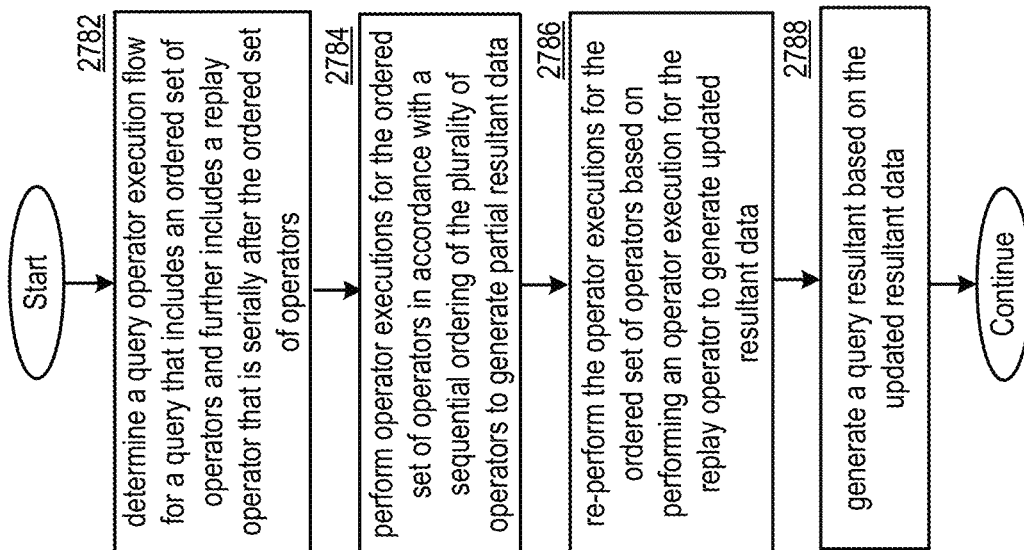 Start
2782
determine a query operator execution flow
for a query that includes an ordered set of
operators and further includes a replay
operator that is serially after the ordered set
of operators
2784
perform operator executions for the ordered
set of operators in accordance with a
sequential ordering of the plurality of
operators to generate partial resultant data
2786
re-perform the operator executions for the
ordered set of operators based on
performing an operator execution for the
replay operator to generate updated
resultant data
2788
generate a query resultant based on the
updated resultant data
Continue